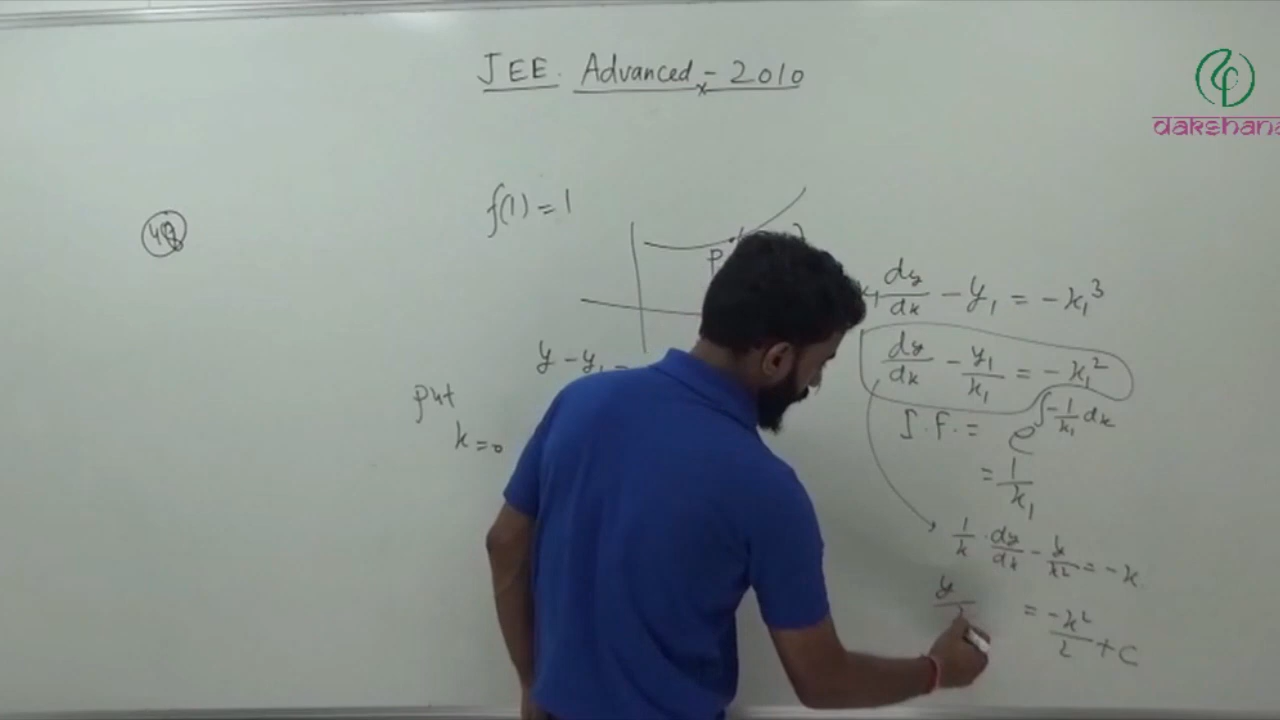 JEE. Advanced - 2010
dakshana
f(1) = 1
P
y - y₁ =
put
x = 0
dy/dx - y₁ = -x₁³
dy/dx - y₁/x₁ = -x₁²
I.F. = e^∫-1/x₁ dx
= 1/x₁
1/x · dy/dx - y/x² = -x
y/
= -x²/2 + C